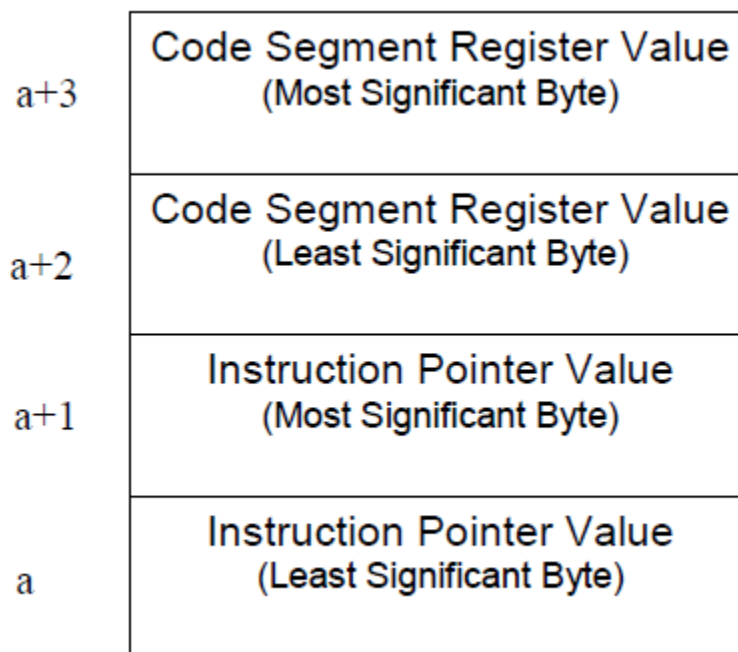 Code Segment Register Value
a+3
(Most Significant Byte)
Code Segment Register Value
a+2
(Least Significant Byte)
Instruction Pointer Value
a+1
(Most Significant Byte)
Instruction Pointer Value
a
(Least Significant Byte)